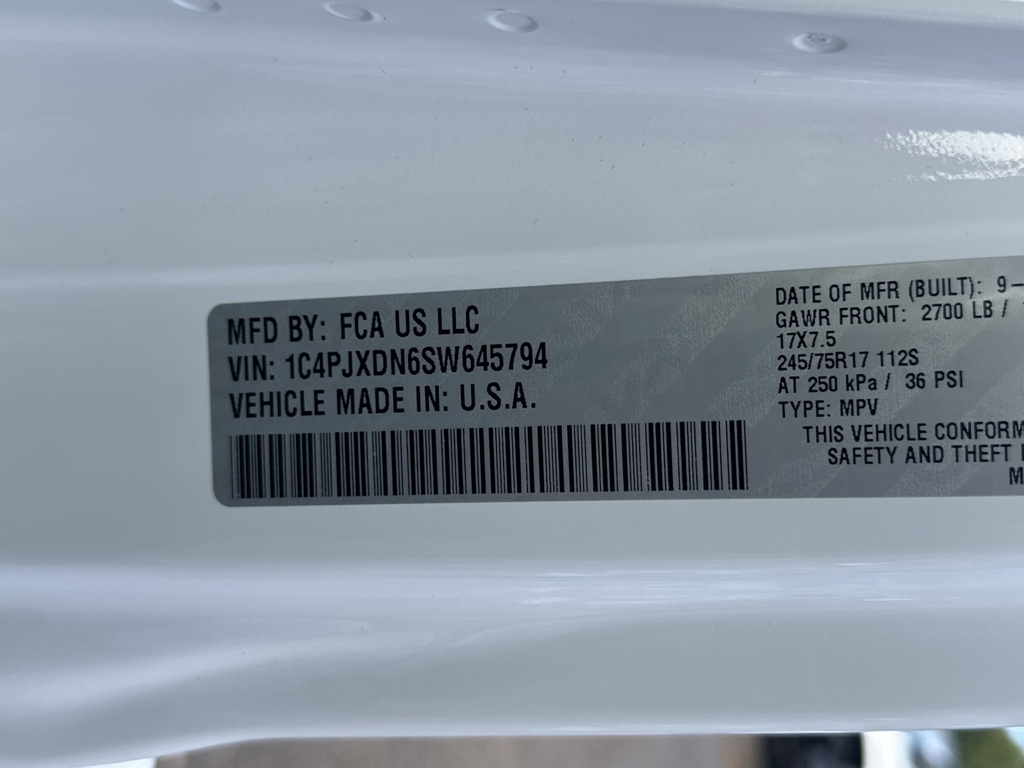 MFD BY: FCA US LLC
VIN: 1C4PJXDN6SW645794
VEHICLE MADE IN: U.S.A.
DATE OF MFR (BUILT): 9-
GAWR FRONT: 2700 LB /
17X7.5
245/75R17 112S
AT 250 kPa / 36 PSI
TYPE: MPV
THIS VEHICLE CONFORM
SAFETY AND THEFT
M